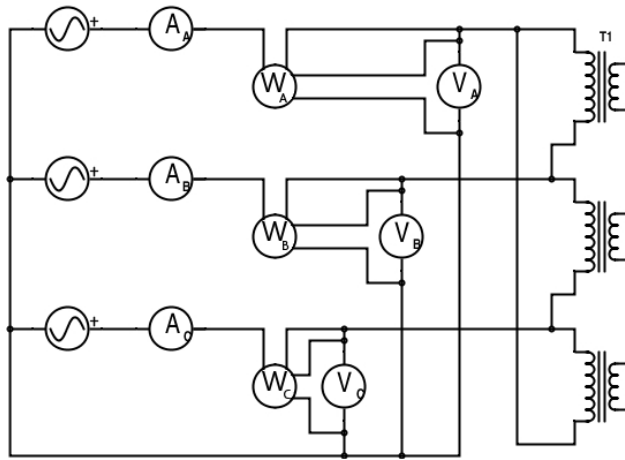 T1
+ A A
W A V A
+ A B
W B V B
+ A C
W C V C